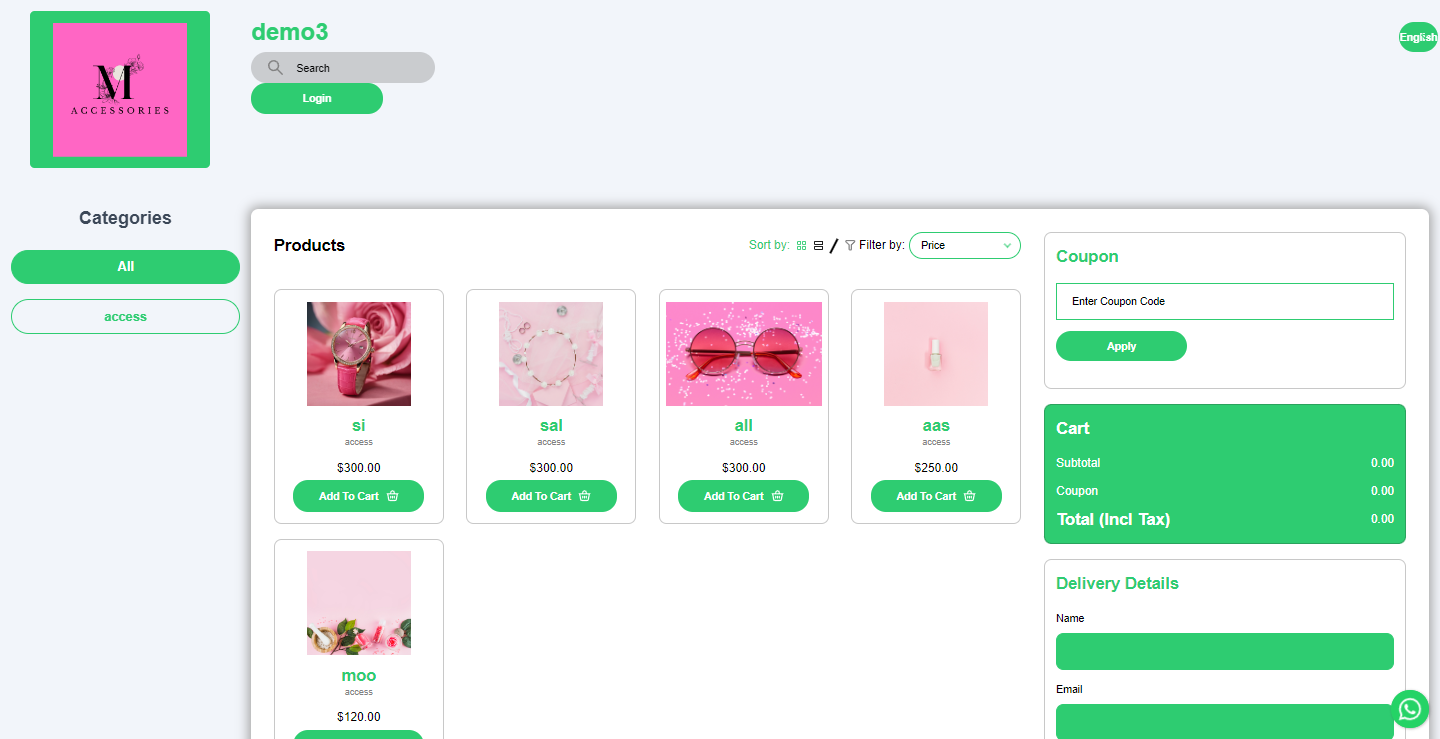 M
ACCESSORIES
demo3
Search
Login
English
Categories
All
access
Products
Sort by:
/
Filter by:
Price
si
access
$300.00
Add To Cart
sal
access
$300.00
Add To Cart
all
access
$300.00
Add To Cart
aas
access
$250.00
Add To Cart
moo
access
$120.00
Coupon
Enter Coupon Code
Apply
Cart
Subtotal 0.00
Coupon 0.00
Total (Incl Tax) 0.00
Delivery Details
Name
Email